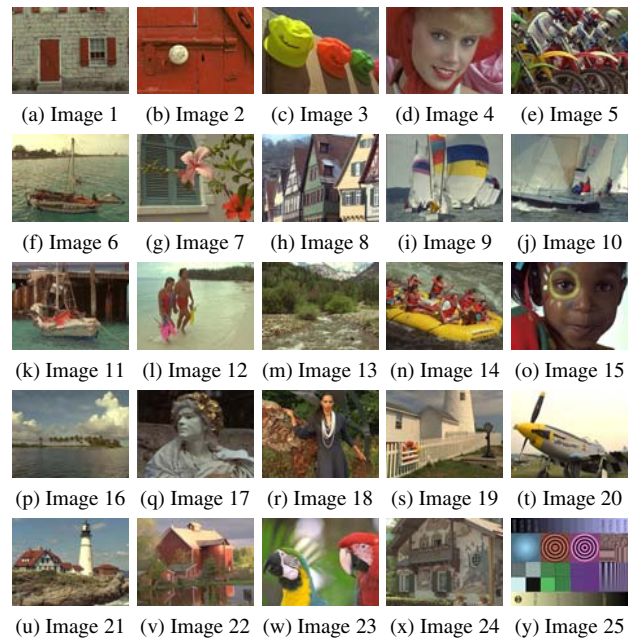 (a) Image 1 (b) Image 2 (c) Image 3 (d) Image 4 (e) Image 5
(f) Image 6 (g) Image 7 (h) Image 8 (i) Image 9 (j) Image 10
(k) Image 11 (l) Image 12 (m) Image 13 (n) Image 14 (o) Image 15
(p) Image 16 (q) Image 17 (r) Image 18 (s) Image 19 (t) Image 20
(u) Image 21 (v) Image 22 (w) Image 23 (x) Image 24 (y) Image 25